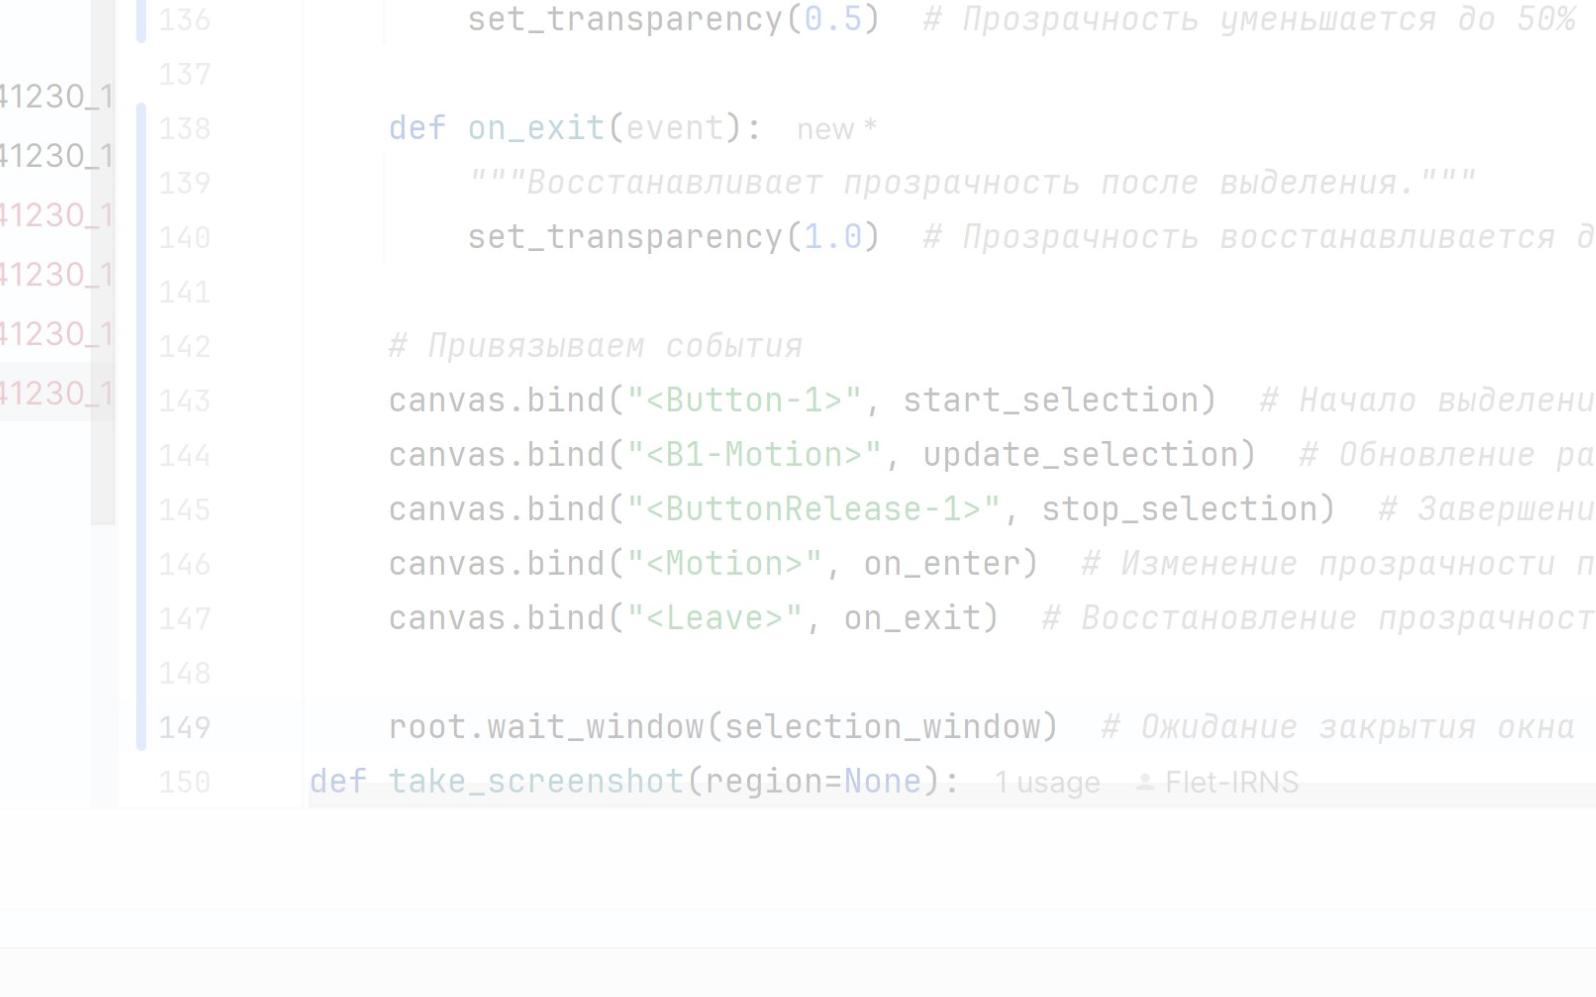 136 set_transparency(0.5)  # Прозрачность уменьшается до 50%
137
41230_1
138 def on_exit(event):  new *
41230_1
139 """Восстанавливает прозрачность после выделения."""
41230_1
140 set_transparency(1.0)  # Прозрачность восстанавливается д
41230_1
141
41230_1
142 # Привязываем события
41230_1
143 canvas.bind("<Button-1>", start_selection)  # Начало выделени
144 canvas.bind("<B1-Motion>", update_selection)  # Обновление ра
145 canvas.bind("<ButtonRelease-1>", stop_selection)  # Завершени
146 canvas.bind("<Motion>", on_enter)  # Изменение прозрачности п
147 canvas.bind("<Leave>", on_exit)  # Восстановление прозрачност
148
149 root.wait_window(selection_window)  # Ожидание закрытия окна
150 def take_screenshot(region=None):  1 usage  Flet-IRNS